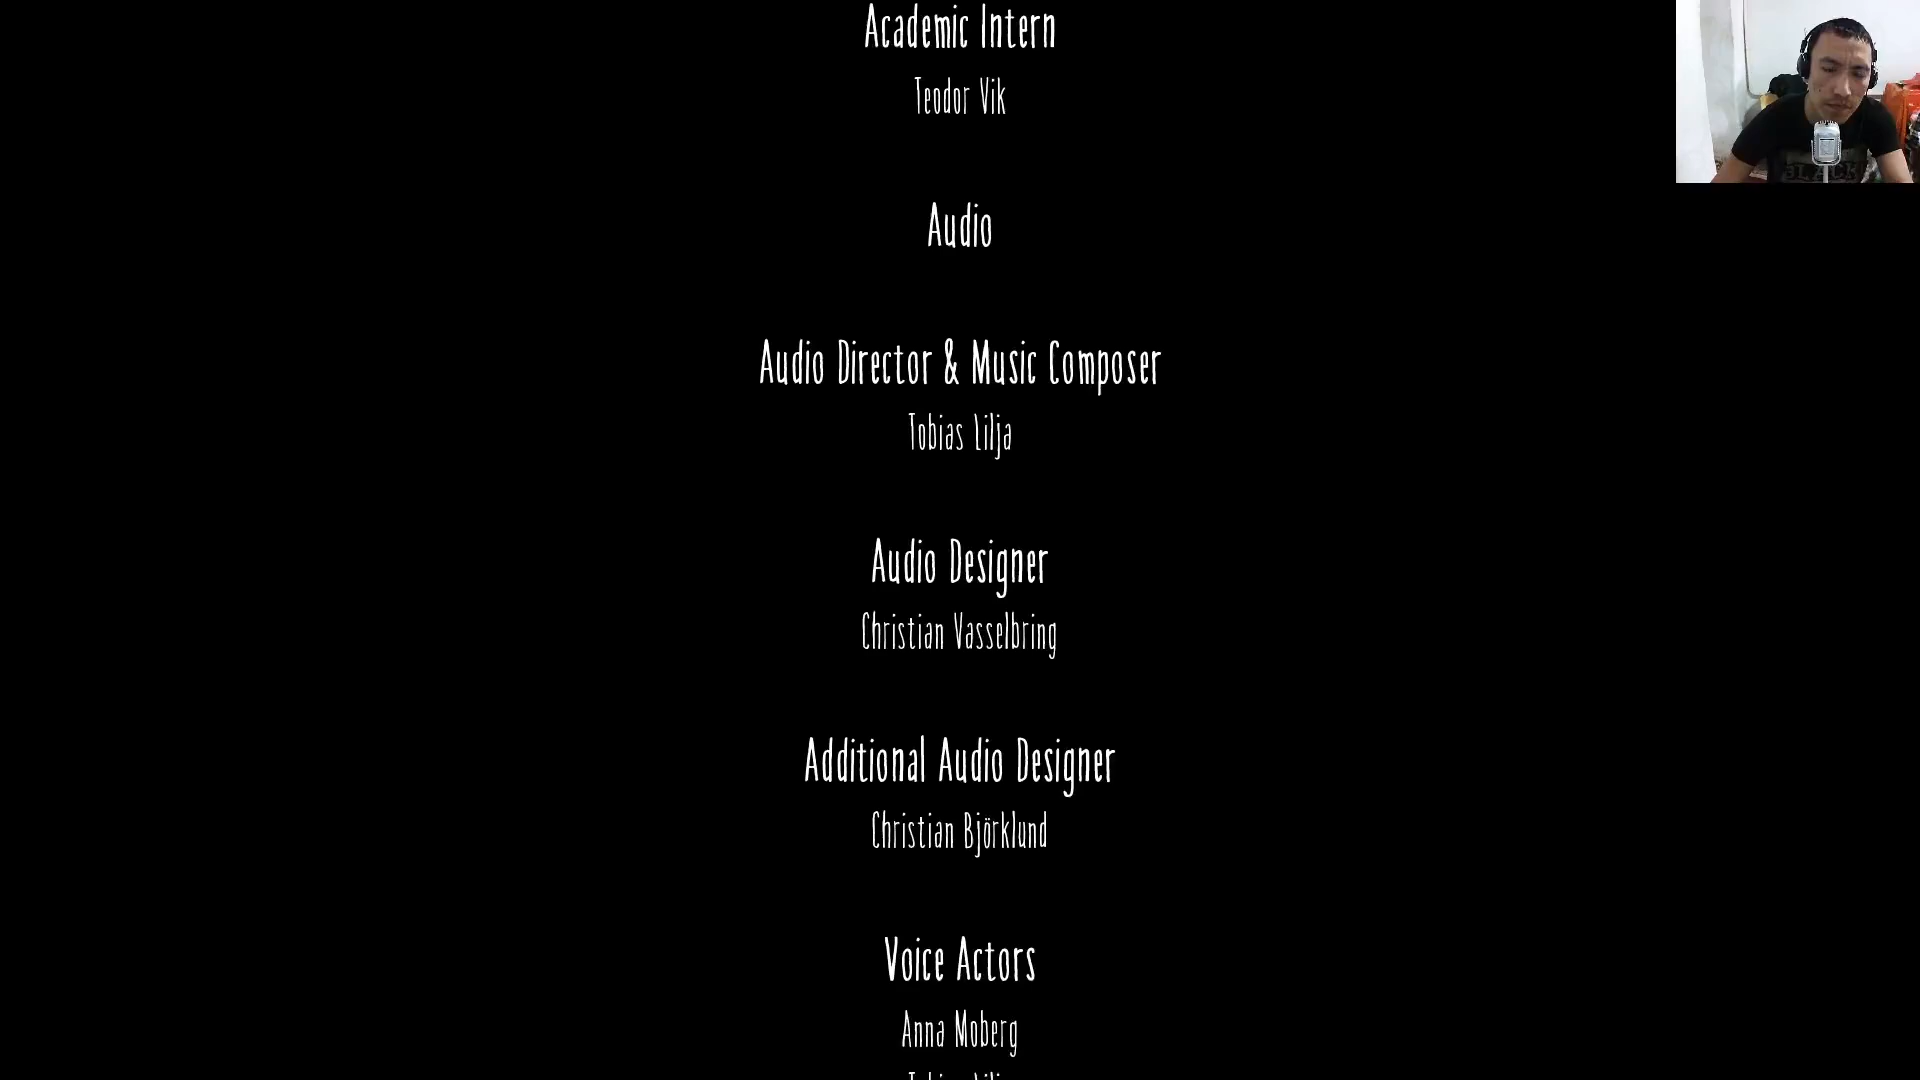 Academic Intern
Teodor Vik
Audio
Audio Director & Music Composer
Tobias Lilja
Audio Designer
Christian Vasselbring
Additional Audio Designer
Christian Björklund
Voice Actors
Anna Moberg
BLACK